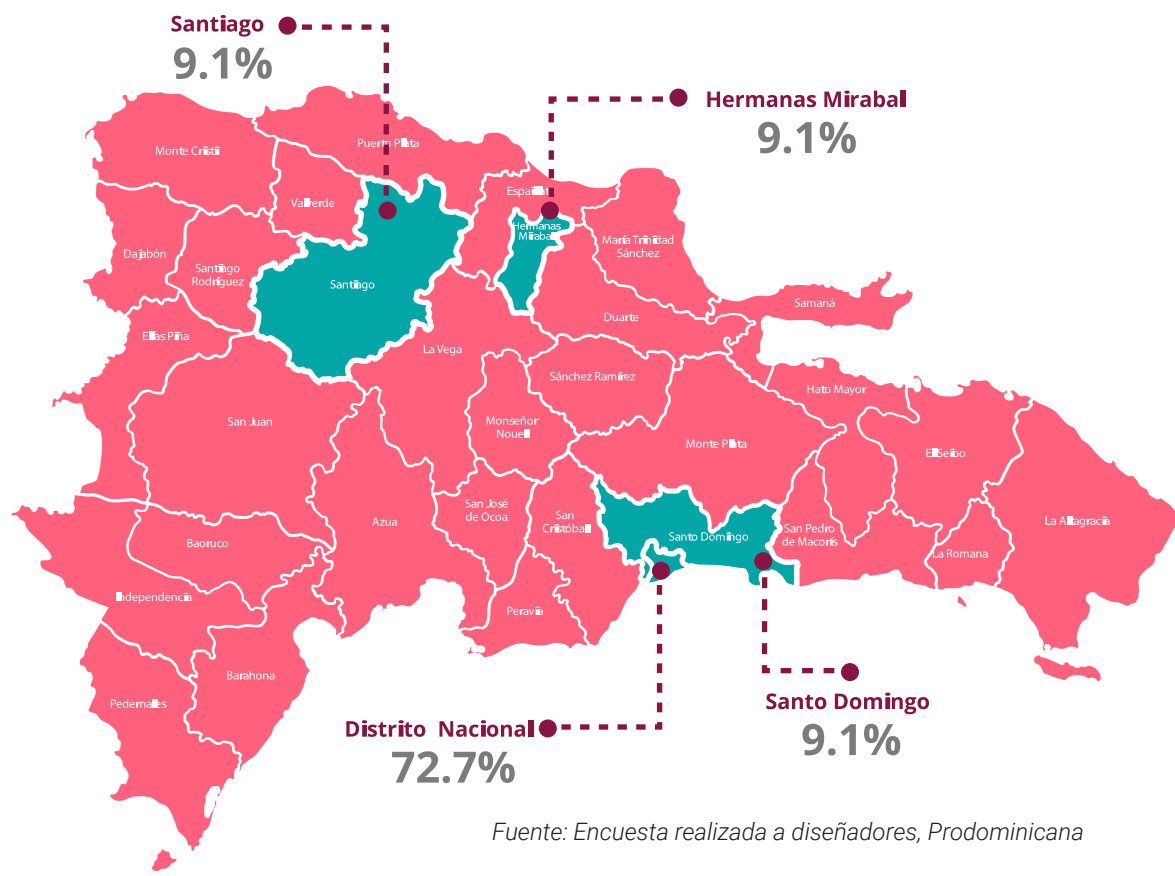 Santiago
9.1%
Hermanas Mirabal
9.1%
Monte Cristi
Puerto Plata
Valverde
Espaillat
Hermanas
Mirabal
María Trinidad
Sánchez
Dajabón
Santiago
Rodríguez
Santiago
Samaná
Duarte
Elías Piña
La Vega
Sánchez Ramírez
Hato Mayor
San Juan
Monseñor
Nouel
Monte Plata
El Seibo
San José
de Ocoa
Azua
San
Cristóbal
Santo Domingo
San Pedro
de Macorís
La Altagracia
Baoruco
La Romana
Independencia
Peravia
Barahona
Pedernales
Distrito Nacional
72.7%
Santo Domingo
9.1%
Fuente: Encuesta realizada a diseñadores, Prodominicana